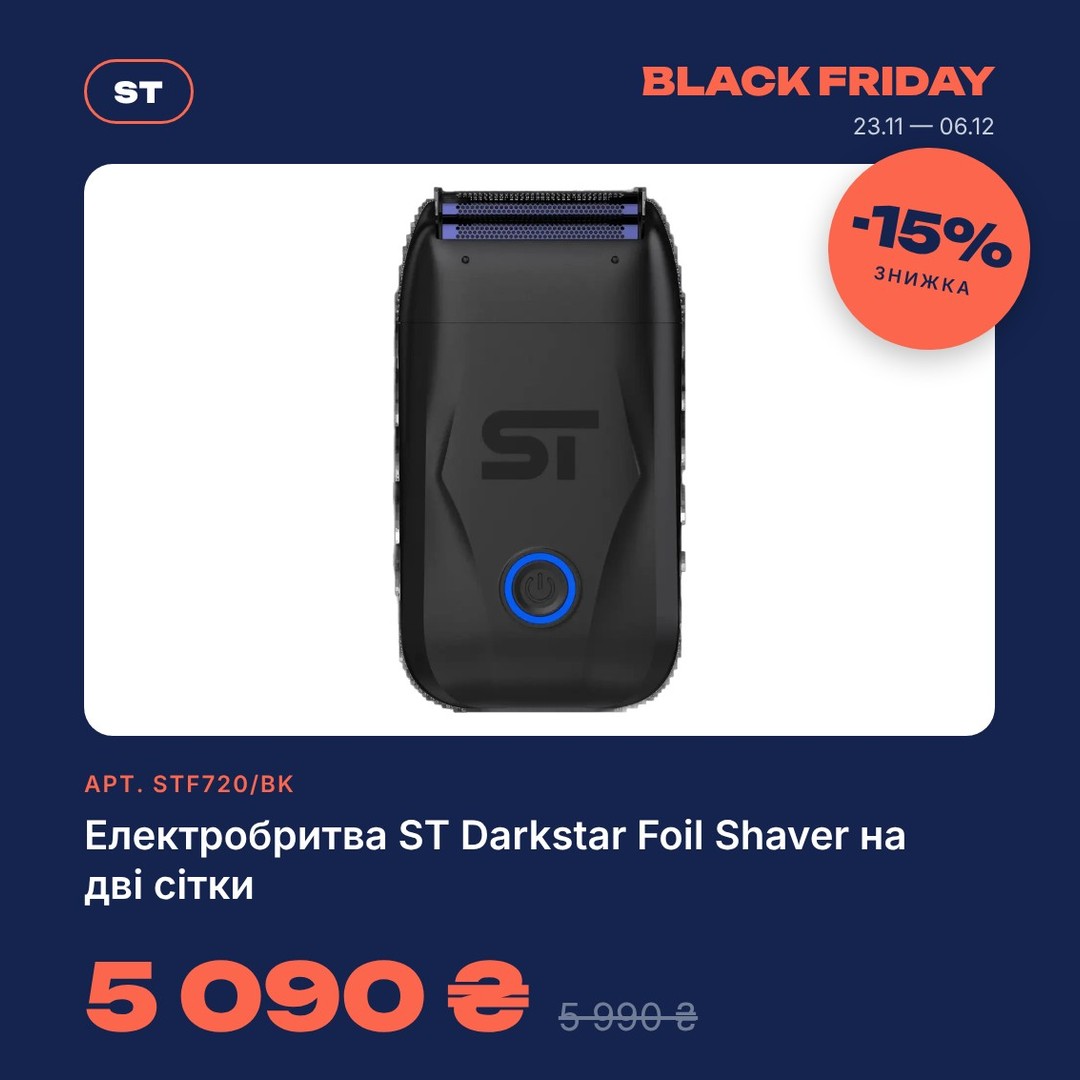 ST
BLACK FRIDAY
23.11 — 06.12
-15%
ЗНИЖКА
ST
АРТ. STF720/BK
Електробритва ST Darkstar Foil Shaver на
дві сітки
5 090 ₴ 5 990 ₴